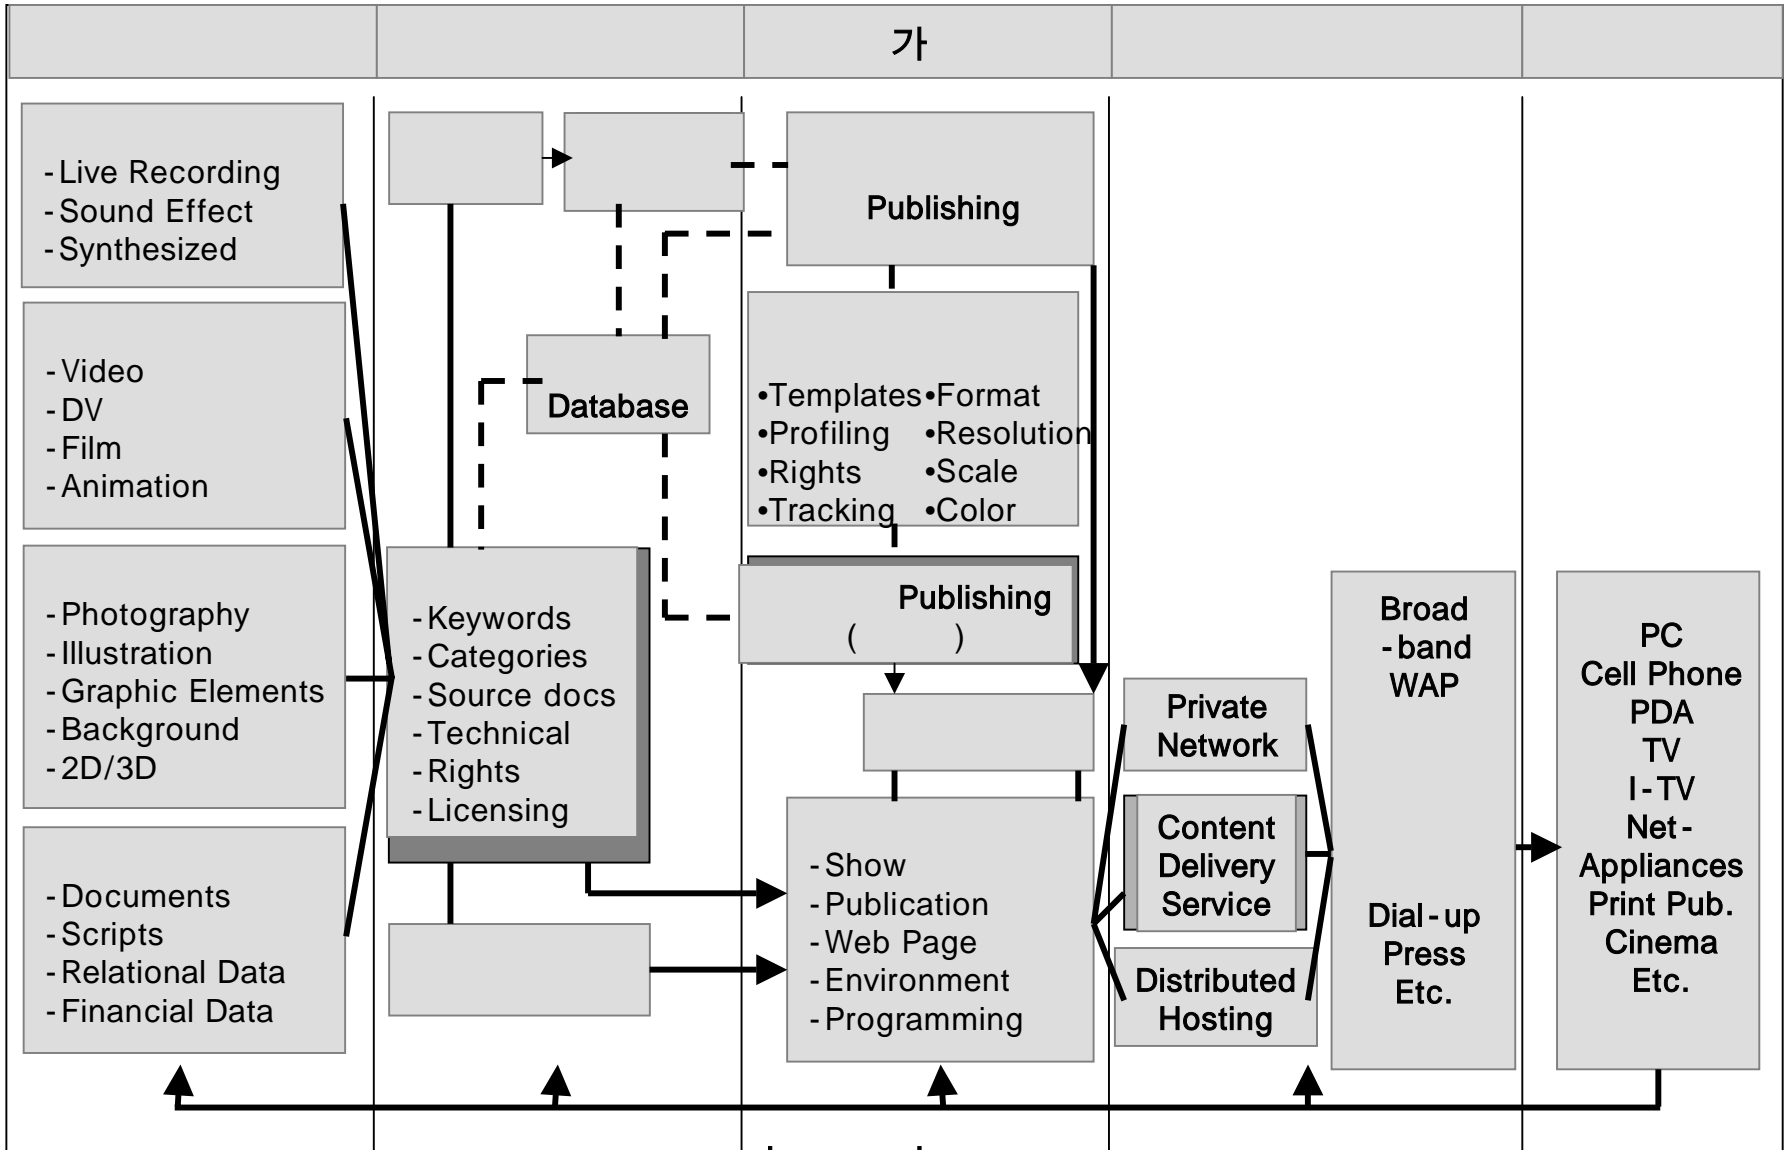 가
-Live Recording
-Sound Effect
-Synthesized
-Video
-DV
-Film
-Animation
-Photography
-Illustration
-Graphic Elements
-Background
-2D/3D
-Documents
-Scripts
-Relational Data
-Financial Data
Database
-Keywords
-Categories
-Source docs
-Technical
-Rights
-Licensing
Publishing
•Templates •Format
•Profiling •Resolution
•Rights •Scale
•Tracking •Color
Publishing
( )
-Show
-Publication
-Web Page
-Environment
-Programming
Private
Network
Content
Delivery
Service
Distributed
Hosting
Broad
-band
WAP
Dial-up
Press
Etc.
PC
Cell Phone
PDA
TV
I-TV
Net-
Appliances
Print Pub.
Cinema
Etc.